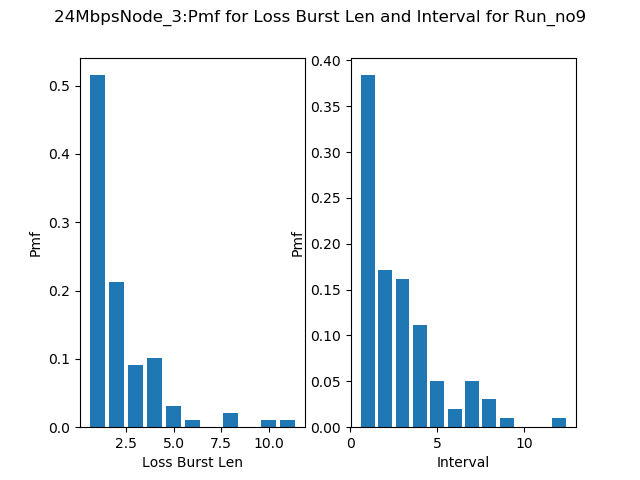 24MbpsNode_3:Pmf for Loss Burst Len and Interval for Run_no9
Pmf
0.5
0.4
0.3
0.2
0.1
0.0
2.5 5.0 7.5 10.0
Loss Burst Len
Pmf
0.40
0.35
0.30
0.25
0.20
0.15
0.10
0.05
0.00
0 5 10
Interval